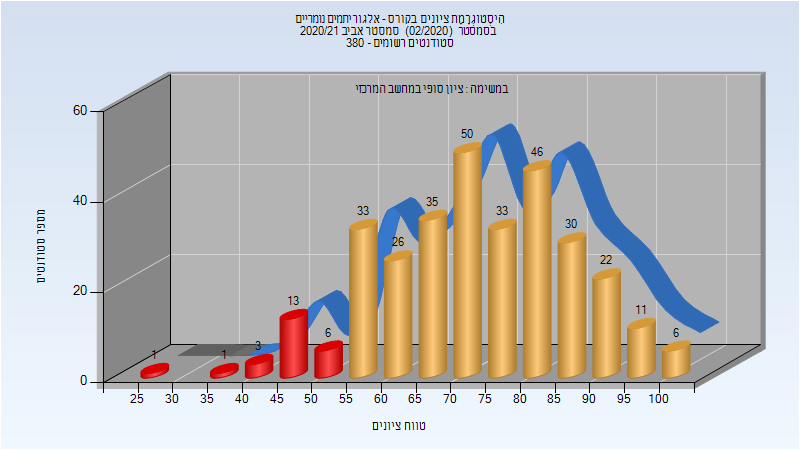 היסטוגרמת ציונים בקורס - אלגוריתמים נומריים
בסמסטר (02/2020) סמסטר אביב 2020/21
סטודנטים רשומים - 380
במשימה : ציון סופי במחשב המרכזי
מספר סטודנטים
60
40
20
0
1
1
3
13
6
33
26
35
50
33
46
30
22
11
6
25 30 35 40 45 50 55 60 65 70 75 80 85 90 95 100
טווח ציונים